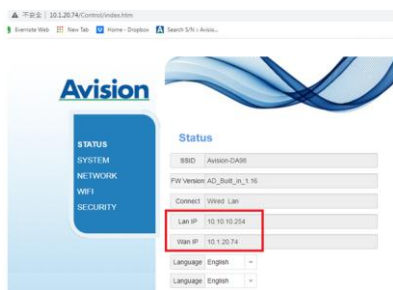 不安全 | 10.1.20.74/Control/index.htm
Evernote Web New Tab Home - Dropbox Search S/N - Avisio...
Avision
STATUS
SYSTEM
NETWORK
WIFI
SECURITY
Status
SSID Avision-DA98
FW Version AD_Built_in_1.16
Connect Wired Lan
Lan IP 10.10.10.254
Wan IP 10.1.20.74
Language English
Language English